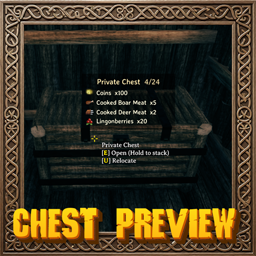 Private Chest 4/24
Coins x100
Cooked Boar Meat x5
Cooked Deer Meat x2
Lingonberries x20
Private Chest
[E] Open (Hold to stack)
[U] Relocate
CHEST PREVIEW